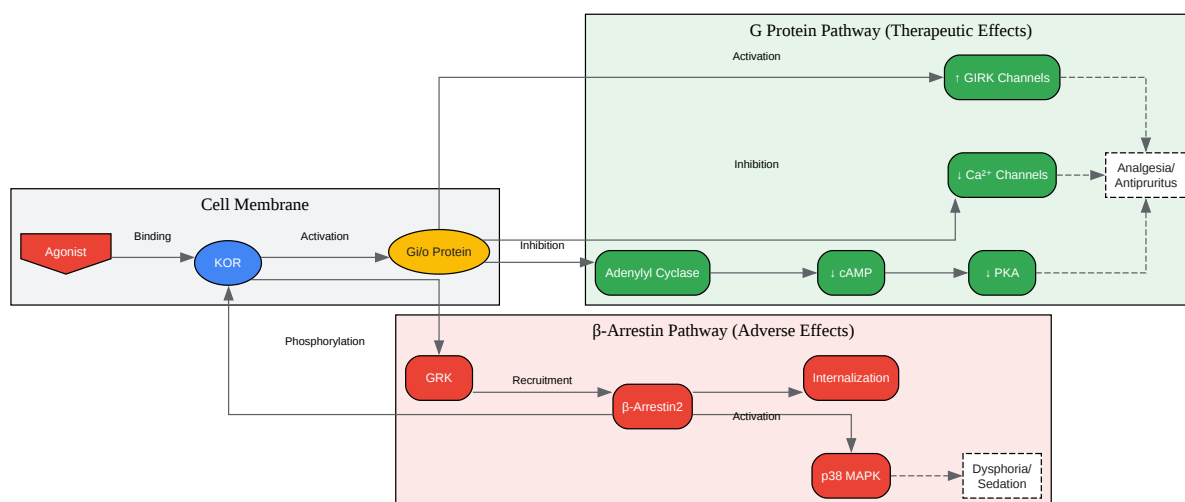 G Protein Pathway (Therapeutic Effects)
Activation
↑ GIRK Channels
Inhibition
↓ Ca²⁺ Channels
Analgesia/
Antipruritus
Cell Membrane
Agonist
Binding
KOR
Activation
Gi/o Protein
Inhibition
Adenylyl Cyclase
↓ cAMP
↓ PKA
β-Arrestin Pathway (Adverse Effects)
Phosphorylation
GRK
Recruitment
β-Arrestin2
Internalization
Activation
p38 MAPK
Dysphoria/
Sedation